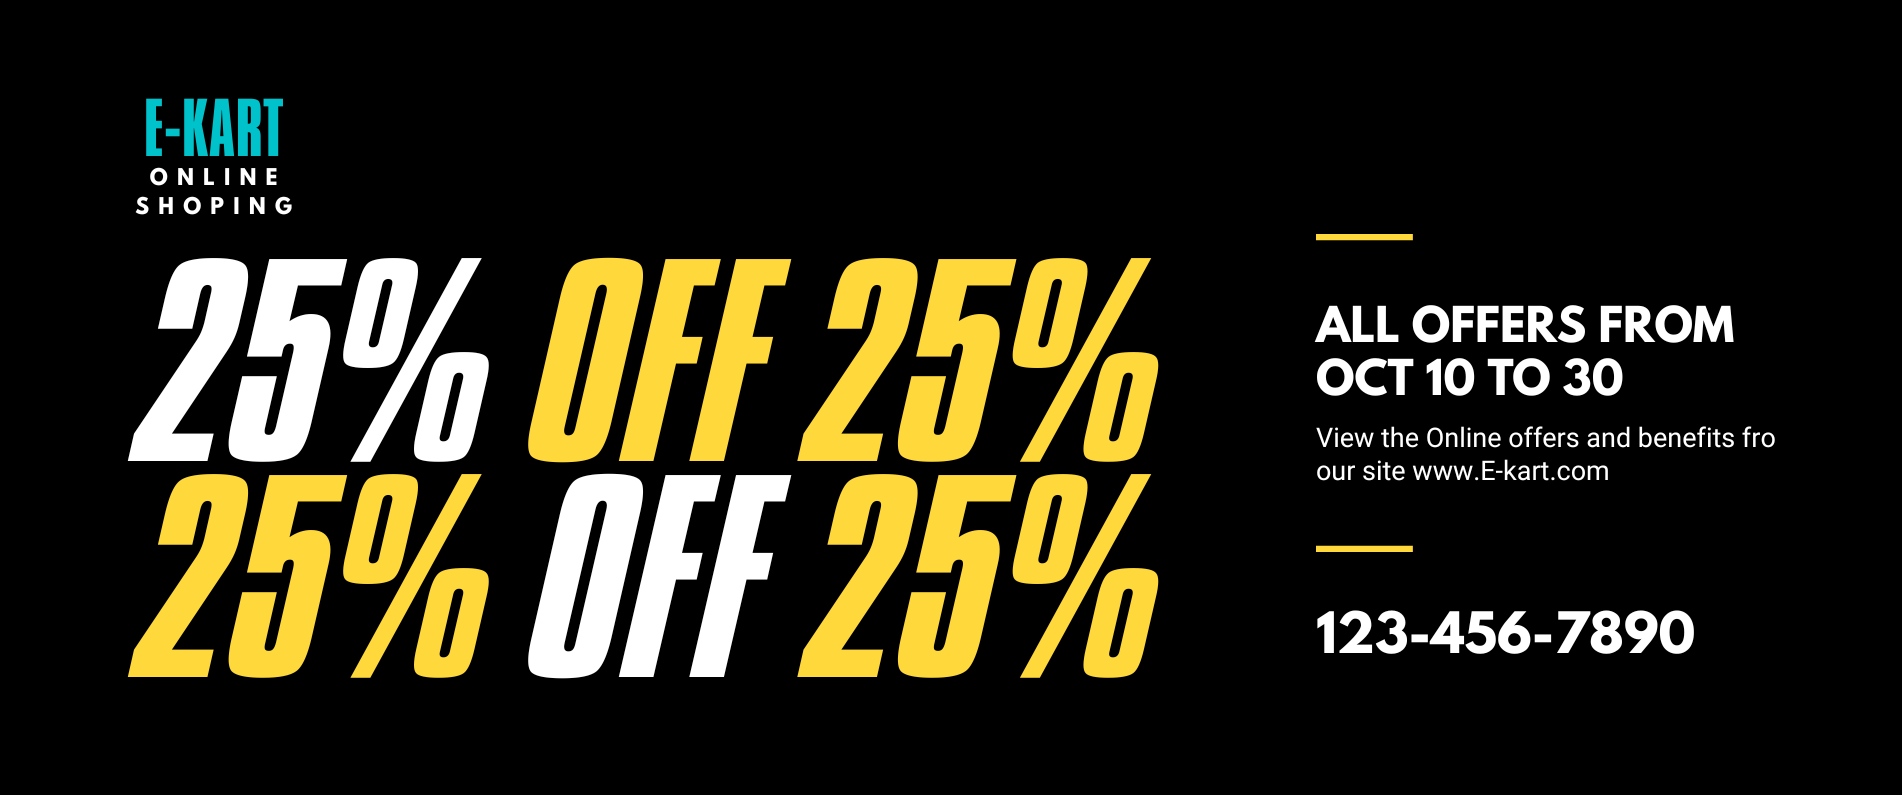 E-KART
ONLINE
SHOPING
25% OFF 25%
25% OFF 25%
ALL OFFERS FROM
OCT 10 TO 30
View the Online offers and benefits fro
our site www.E-kart.com
123-456-7890